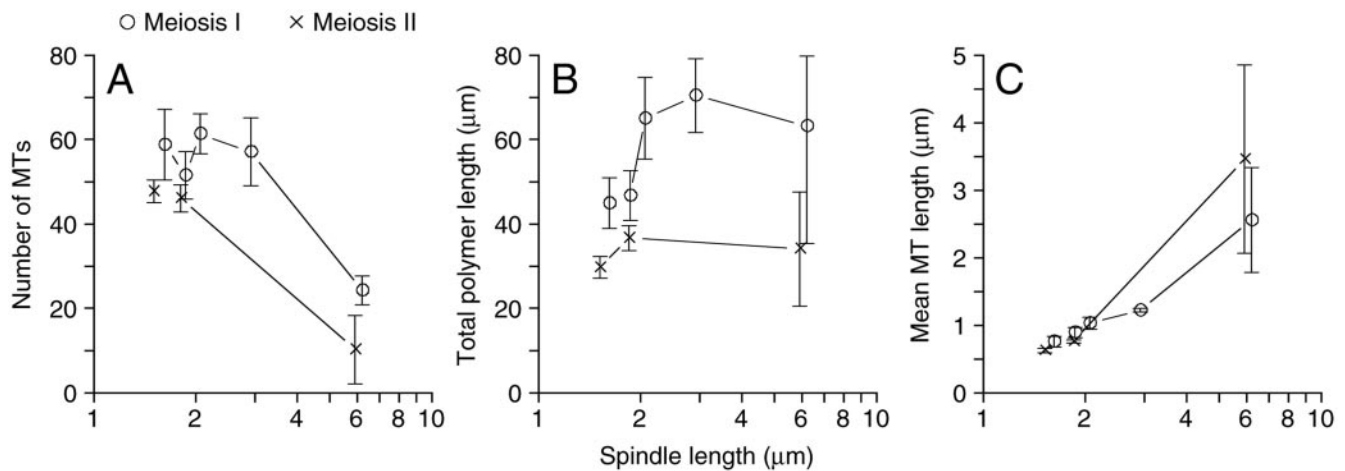 ○ Meiosis I × Meiosis II
A
Number of MTs
80
60
40
20
0
1 2 4 6 8 10
B
Total polymer length (μm)
80
60
40
20
0
1 2 4 6 8 10
Spindle length (μm)
C
Mean MT length (μm)
5
4
3
2
1
0
1 2 4 6 8 10